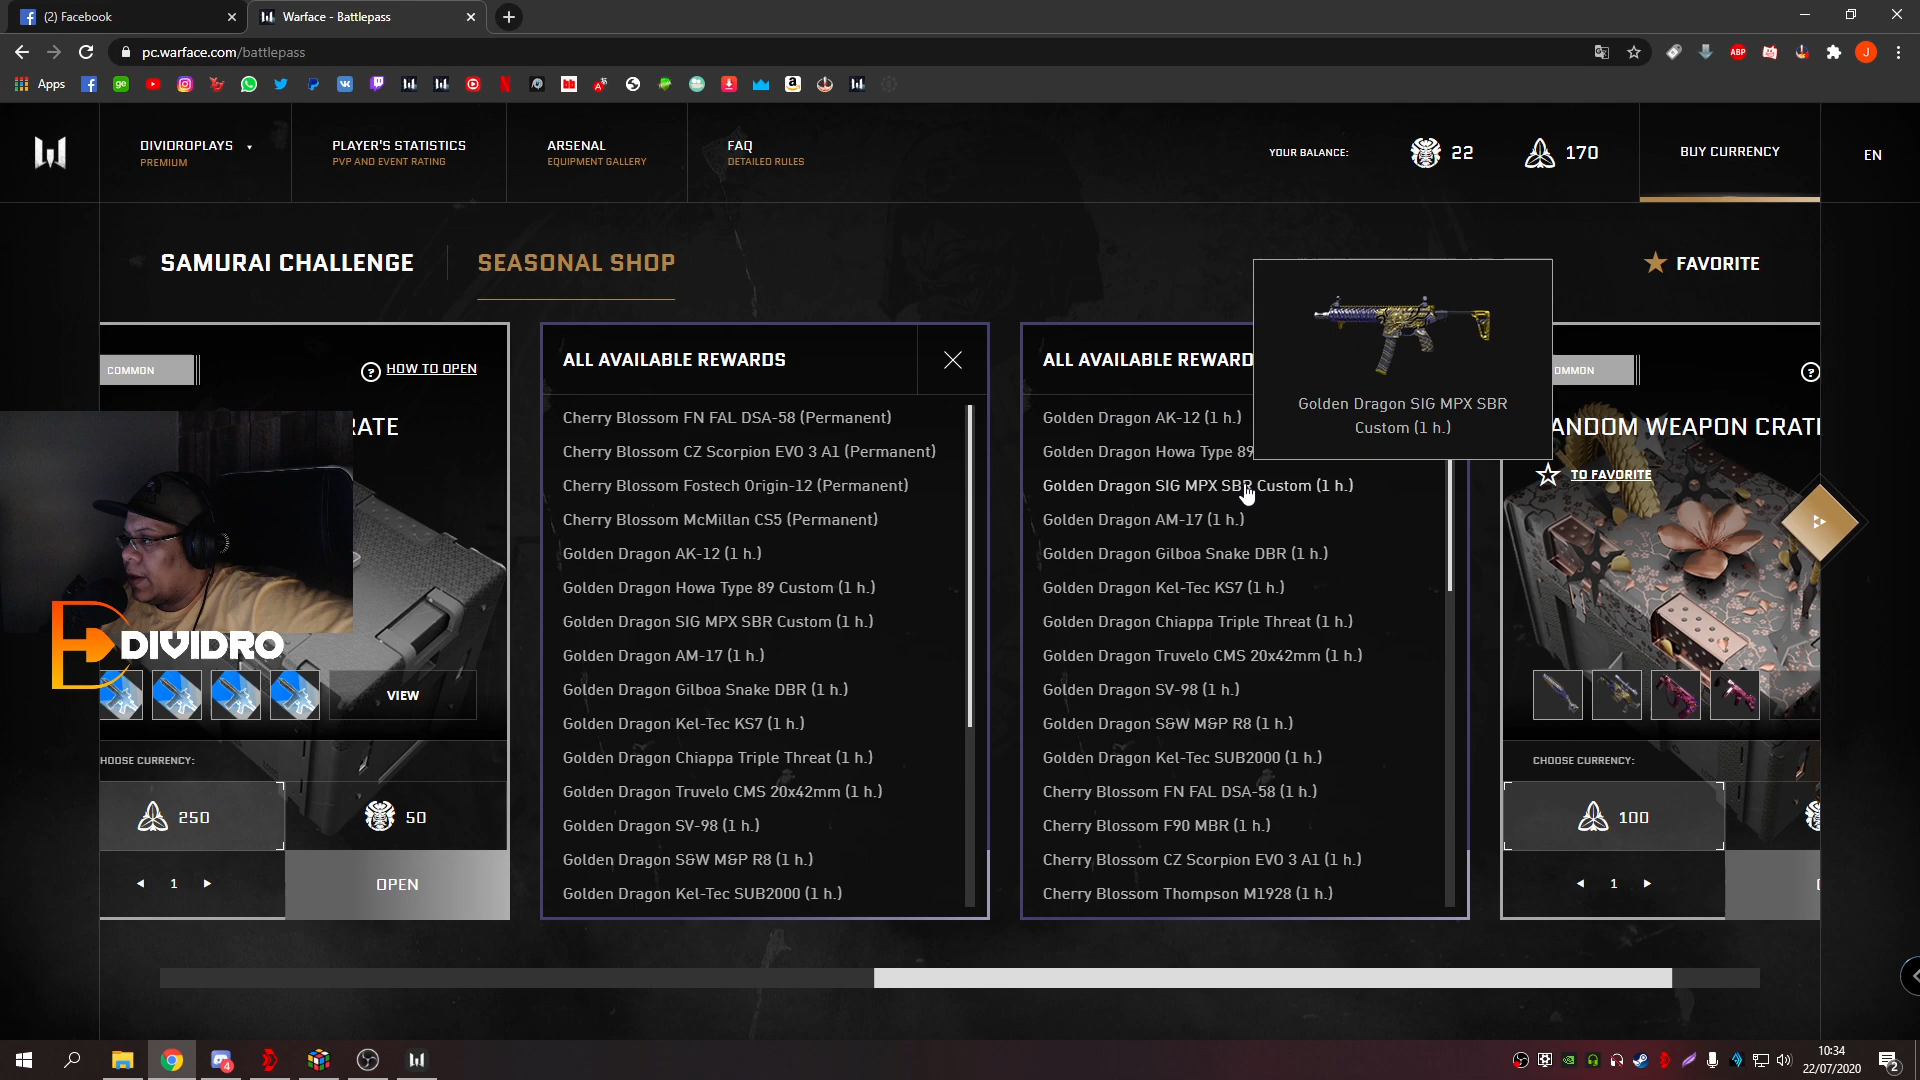 (2) Facebook
Warface - Battlepass
pc.warface.com/battlepass
ABP
J
Apps
DIVIDROPLAYS
PREMIUM
PLAYER'S STATISTICS
PVP AND EVENT RATING
ARSENAL
EQUIPMENT GALLERY
FAQ
DETAILED RULES
YOUR BALANCE:
22
170
BUY CURRENCY
EN
SAMURAI CHALLENGE
SEASONAL SHOP
FAVORITE
COMMON
HOW TO OPEN
RATE
DIVIDRO
VIEW
HOOSE CURRENCY:
250
50
1
OPEN
ALL AVAILABLE REWARDS
Cherry Blossom FN FAL DSA-58 (Permanent)
Cherry Blossom CZ Scorpion EVO 3 A1 (Permanent)
Cherry Blossom Fostech Origin-12 (Permanent)
Cherry Blossom McMillan CS5 (Permanent)
Golden Dragon AK-12 (1 h.)
Golden Dragon Howa Type 89 Custom (1 h.)
Golden Dragon SIG MPX SBR Custom (1 h.)
Golden Dragon AM-17 (1 h.)
Golden Dragon Gilboa Snake DBR (1 h.)
Golden Dragon Kel-Tec KS7 (1 h.)
Golden Dragon Chiappa Triple Threat (1 h.)
Golden Dragon Truvelo CMS 20x42mm (1 h.)
Golden Dragon SV-98 (1 h.)
Golden Dragon S&W M&P R8 (1 h.)
Golden Dragon Kel-Tec SUB2000 (1 h.)
ALL AVAILABLE REWARD
Golden Dragon AK-12 (1 h.)
Golden Dragon Howa Type 89
Golden Dragon SIG MPX SBR Custom (1 h.)
Golden Dragon AM-17 (1 h.)
Golden Dragon Gilboa Snake DBR (1 h.)
Golden Dragon Kel-Tec KS7 (1 h.)
Golden Dragon Chiappa Triple Threat (1 h.)
Golden Dragon Truvelo CMS 20x42mm (1 h.)
Golden Dragon SV-98 (1 h.)
Golden Dragon S&W M&P R8 (1 h.)
Golden Dragon Kel-Tec SUB2000 (1 h.)
Cherry Blossom FN FAL DSA-58 (1 h.)
Cherry Blossom F90 MBR (1 h.)
Cherry Blossom CZ Scorpion EVO 3 A1 (1 h.)
Cherry Blossom Thompson M1928 (1 h.)
Golden Dragon SIG MPX SBR
Custom (1 h.)
OMMON
ANDOM WEAPON CRAT
TO FAVORITE
CHOOSE CURRENCY:
100
1
10:34
22/07/2020
4
2